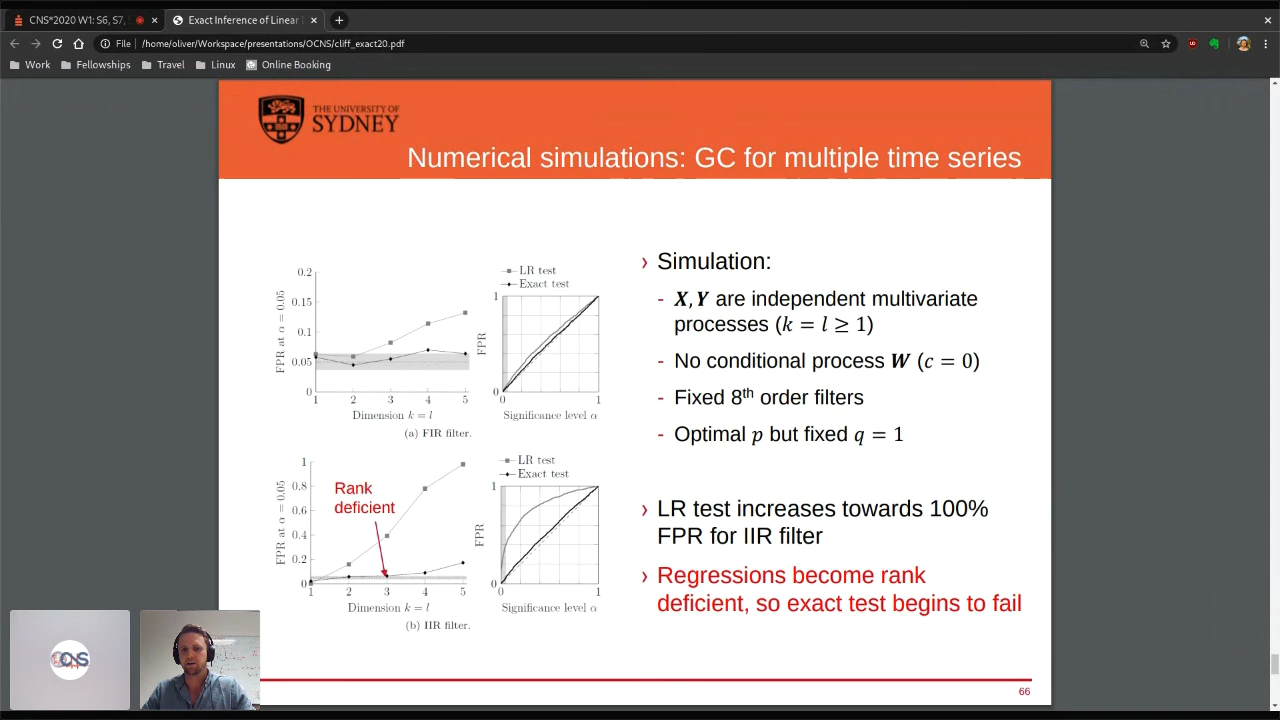 CNS*2020 W1: S6, S7,
Exact Inference of Linear
File
/home/oliver/Workspace/presentations/OCNS/cliff_exact20.pdf
Work
Fellowships
Travel
Linux
Online Booking
THE UNIVERSITY OF
SYDNEY
Numerical simulations: GC for multiple time series
0.2
0.15
0.1
0.05
0
FPR at α = 0.05
1 2 3 4 5
Dimension k = l
LR test
Exact test
1
FPR
0
0 1
Significance level α
(a) FIR filter.
1
0.8
0.6
0.4
0.2
0
FPR at α = 0.05
Rank
deficient
1 2 3 4 5
Dimension k = l
LR test
Exact test
1
FPR
0
0 1
Significance level α
(b) IIR filter.
› Simulation:
- X, Y are independent multivariate
processes (k = l ≥ 1)
- No conditional process W (c = 0)
- Fixed 8th order filters
- Optimal p but fixed q = 1
› LR test increases towards 100%
FPR for IIR filter
› Regressions become rank
deficient, so exact test begins to fail
OCNS
66